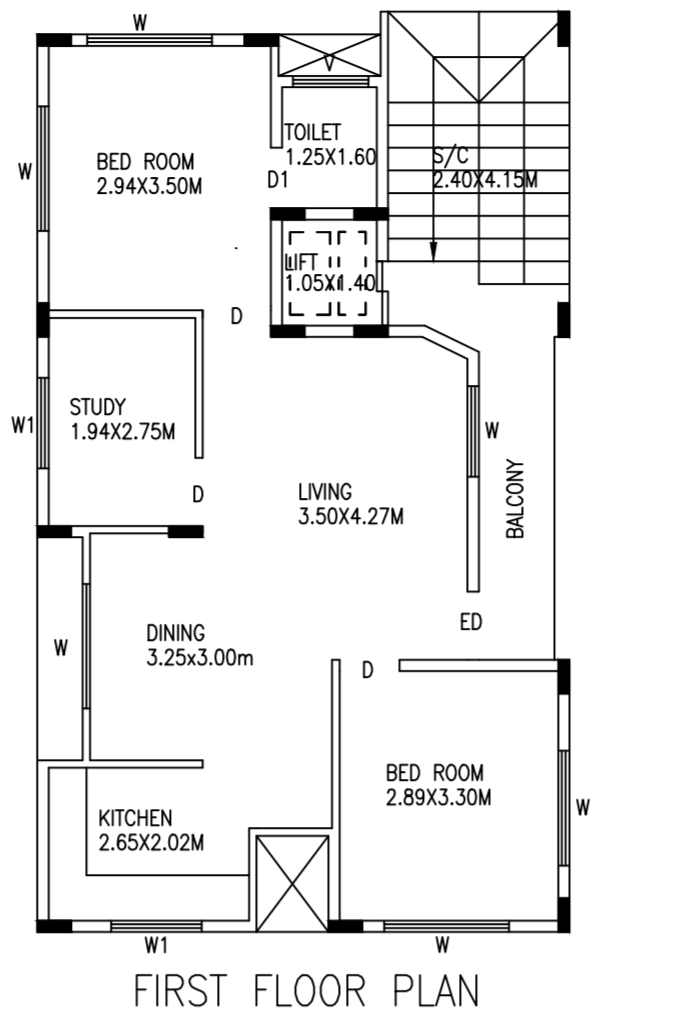 W
V
TOILET
1.25X1.60
BED ROOM
2.94X3.50M
W
S/C
2.40X4.15M
D1
LIFT
1.05X1.40
D
STUDY
1.94X2.75M
W1
W
BALCONY
D
LIVING
3.50X4.27M
DINING
3.25x3.00m
W
ED
D
BED ROOM
2.89X3.30M
W
KITCHEN
2.65X2.02M
W1
W
FIRST FLOOR PLAN